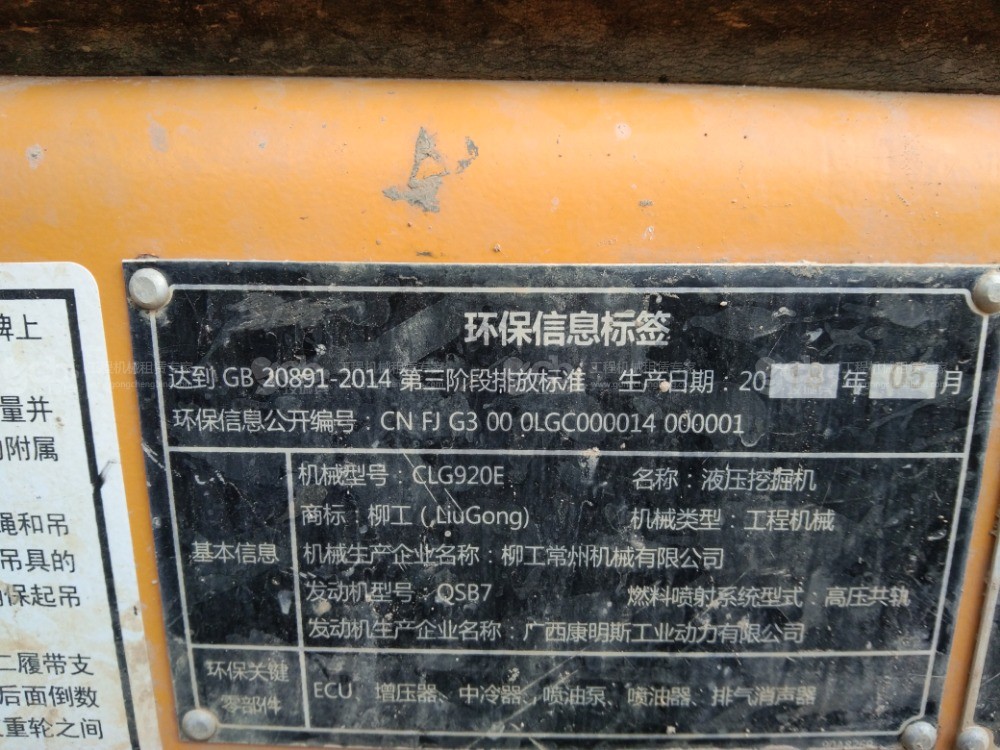 环保信息标签
达到 GB 20891-2014 第三阶段排放标准 生产日期：20 年 05 月
环保信息公开编号：CN FJ G3 00 0LGC000014 000001
机械型号：CLG920E 名称：液压挖掘机
商标：柳工（LiuGong) 机械类型：工程机械
基本信息 机械生产企业名称：柳工常州机械有限公司
发动机型号：QSB7 燃料喷射系统型式：高压共轨
发动机生产企业名称：广西康明斯工业动力有限公司
环保关键
零部件
ECU 增压器、中冷器、喷油泵、喷油器、排气消声器
牌上
量并
附属
绳和吊
吊具的
保起吊
二履带支
后面倒数
重轮之间